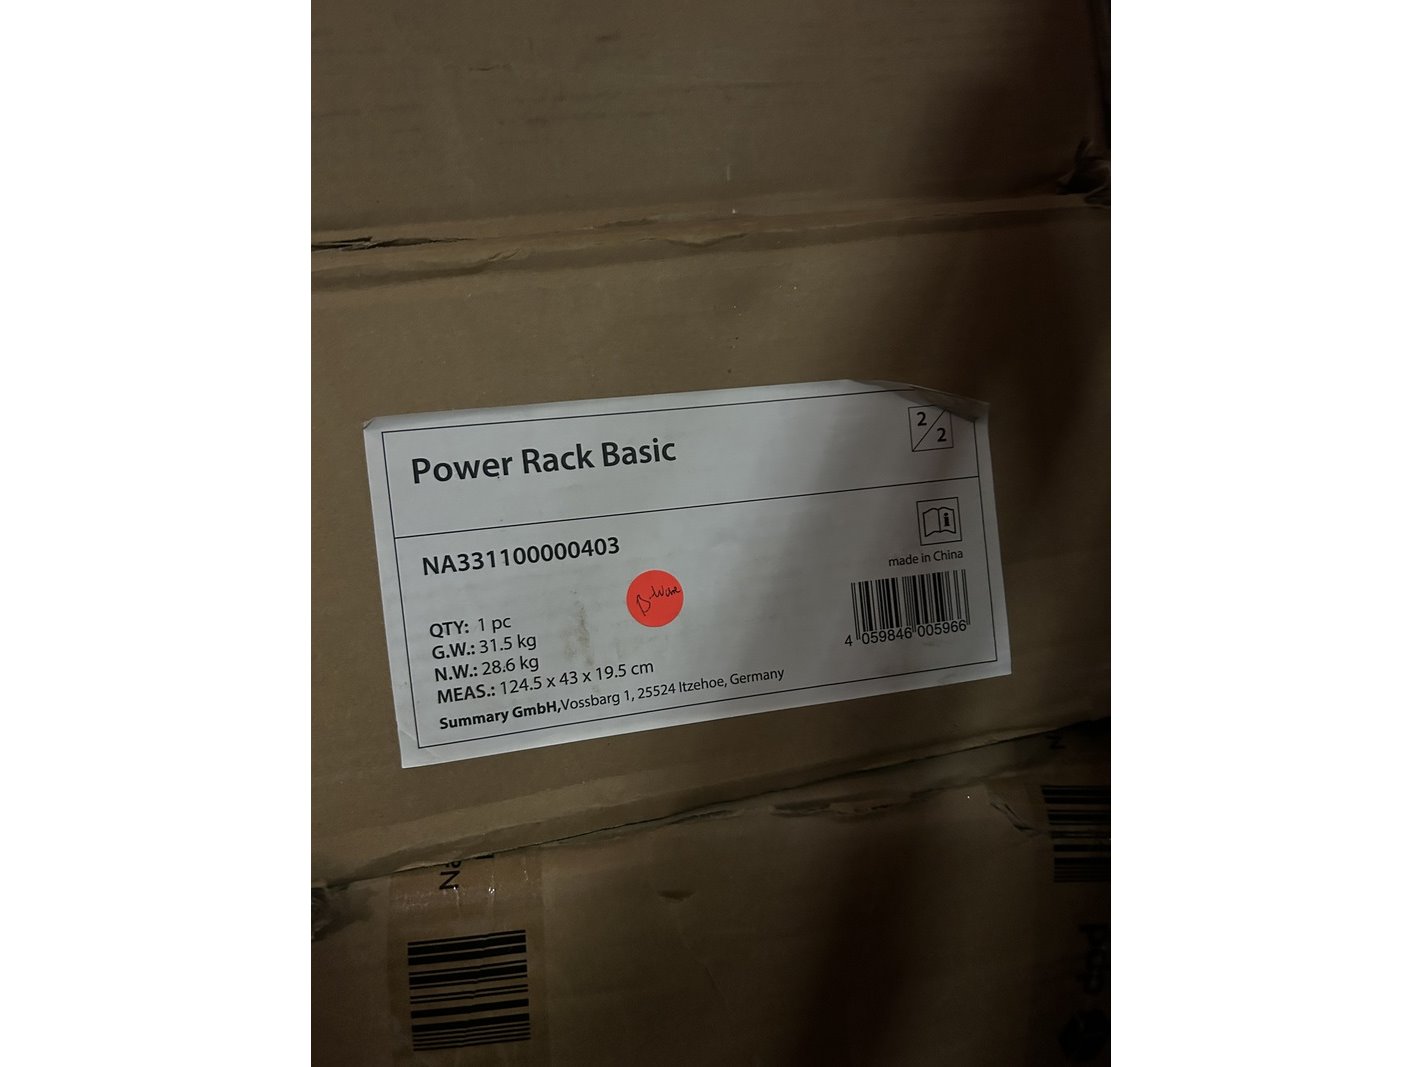 Power Rack Basic
2
2
NA331100000403
made in China
B-Ware
QTY: 1 pc
G.W.: 31.5 kg
N.W.: 28.6 kg
MEAS.: 124.5 x 43 x 19.5 cm
Summary GmbH,Vossbarg 1, 25524 Itzehoe, Germany
4 059846 005966